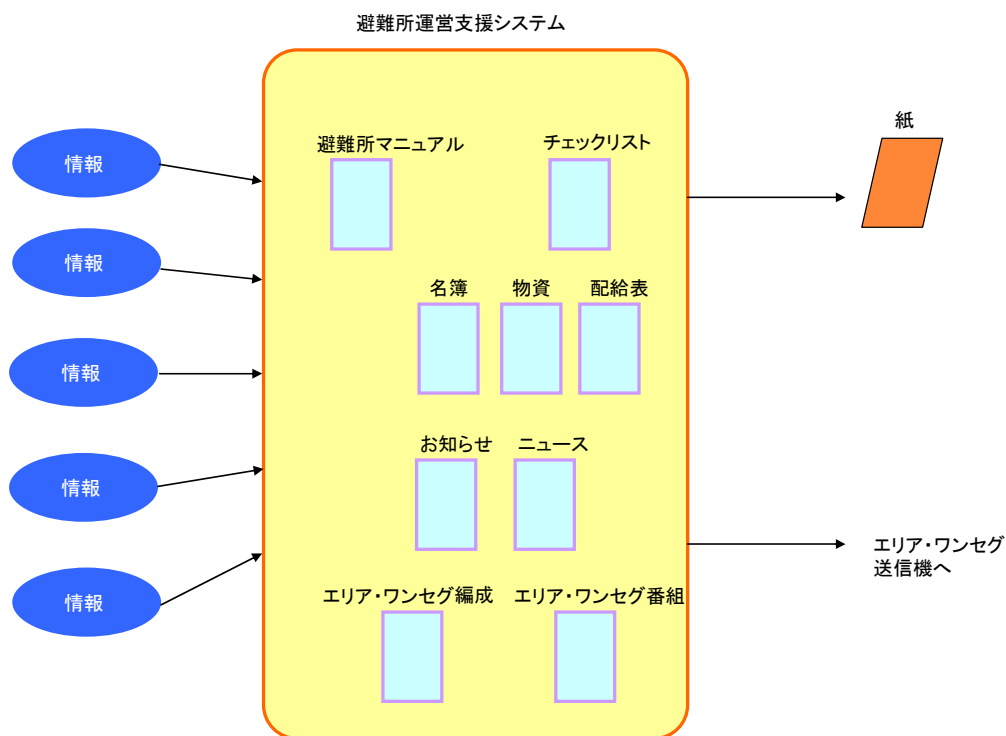 避難所運営支援システム
紙
避難所マニュアル
チェックリスト
情報
情報
名簿
物資
配給表
情報
お知らせ
ニュース
情報
エリア・ワンセグ
送信機へ
エリア・ワンセグ編成
エリア・ワンセグ番組
情報